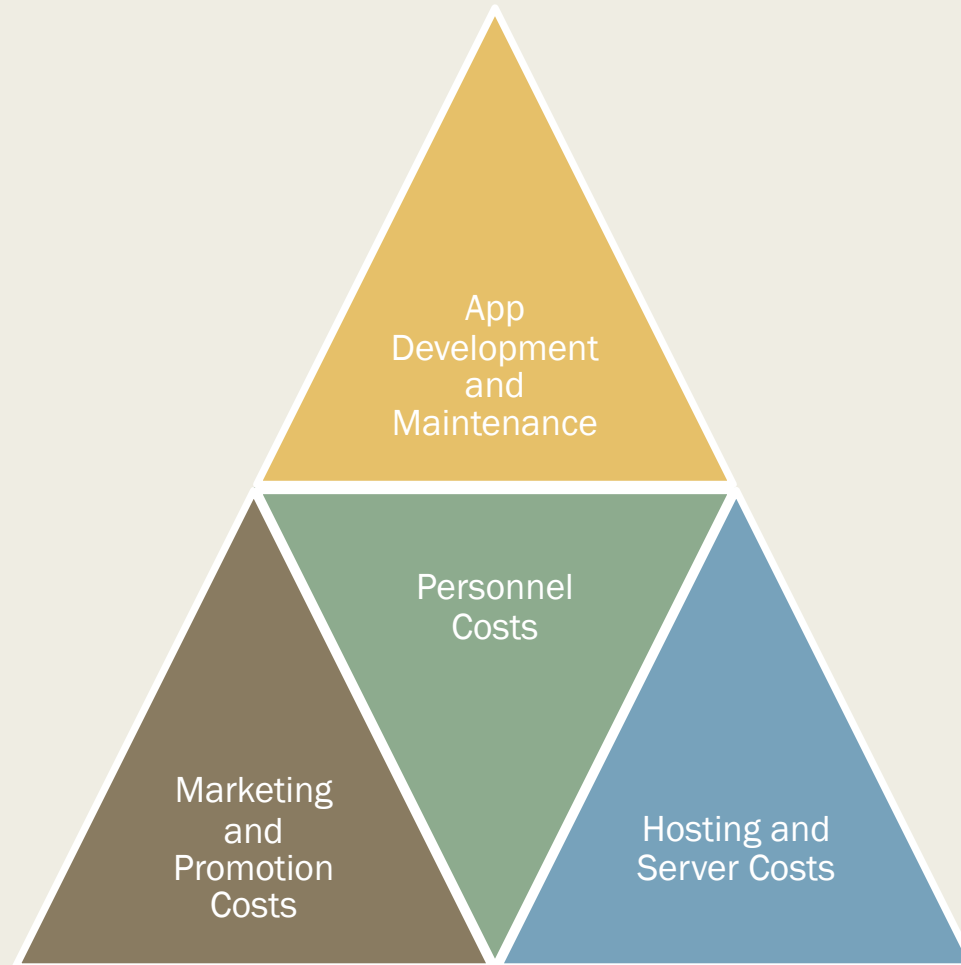 App
Development
and
Maintenance
Personnel
Costs
Marketing
and
Promotion
Costs
Hosting and
Server Costs